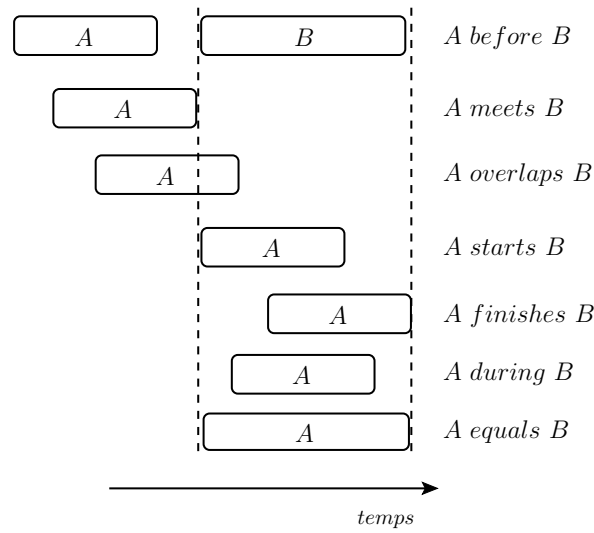 A B A before B
A A meets B
A A overlaps B
A A starts B
A A finishes B
A A during B
A A equals B
temps